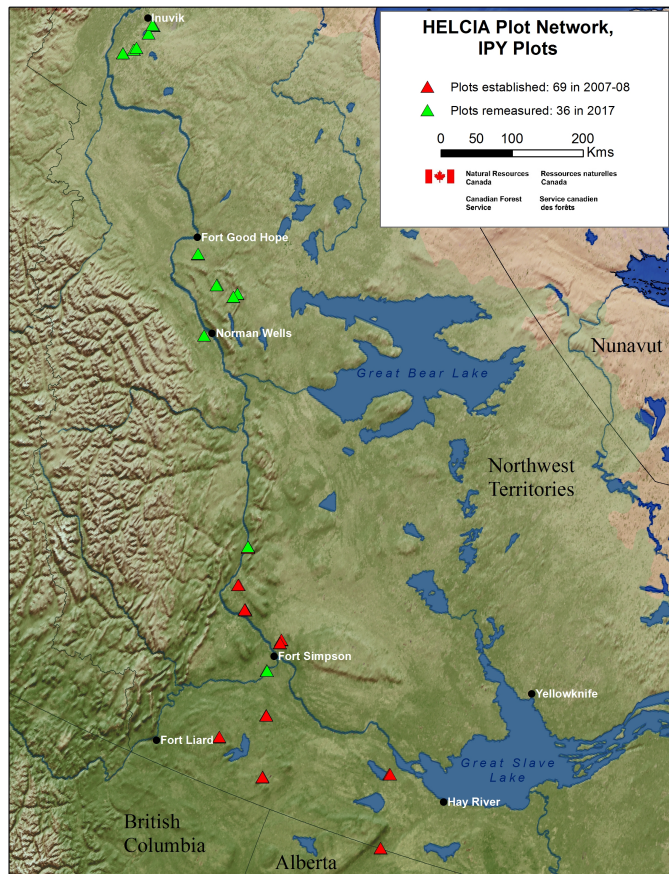 HELCIA Plot Network,
IPY Plots
Plots established: 69 in 2007-08
Plots remeasured: 36 in 2017
0 50 100 200
Kms
Natural Resources Canada
Ressources naturelles Canada
Canadian Forest Service
Service canadien des forêts
Inuvik
Fort Good Hope
Norman Wells
Great Bear Lake
Nunavut
Northwest
Territories
Fort Simpson
Yellowknife
Fort Liard
Great Slave
Lake
Hay River
British
Columbia
Alberta